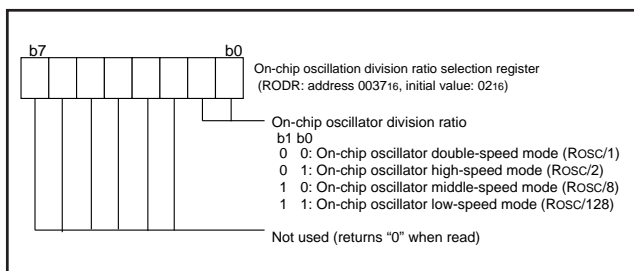 b7 b0
On-chip oscillation division ratio selection register
(RODR: address 003716, initial value: 0216)
On-chip oscillator division ratio
b1 b0
0 0: On-chip oscillator double-speed mode (ROSC/1)
0 1: On-chip oscillator high-speed mode (ROSC/2)
1 0: On-chip oscillator middle-speed mode (ROSC/8)
1 1: On-chip oscillator low-speed mode (ROSC/128)
Not used (returns “0” when read)